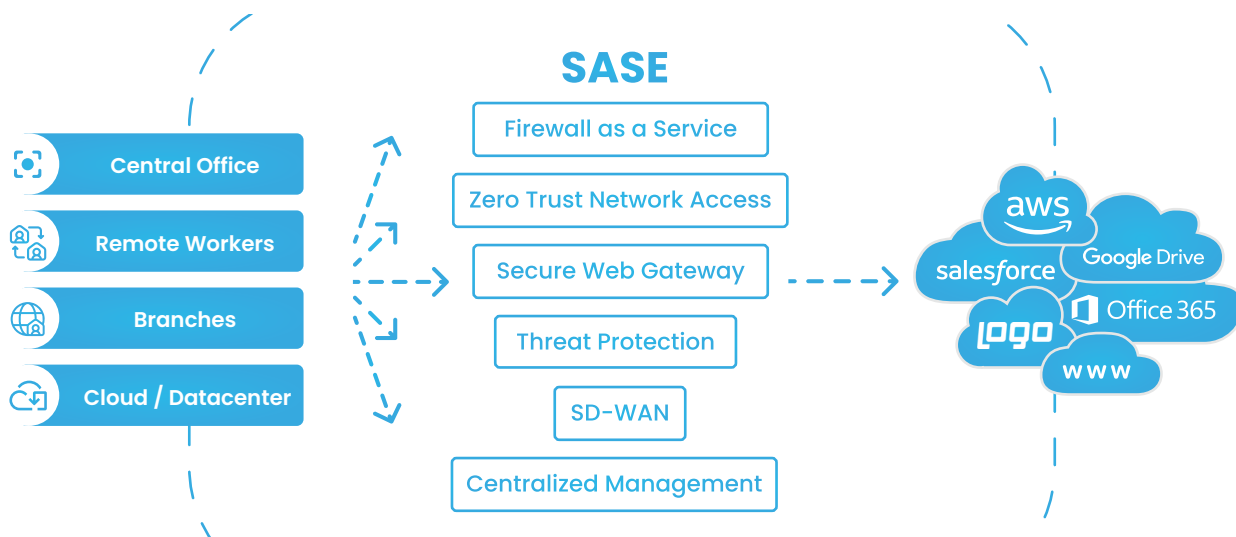 SASE
Central Office
Remote Workers
Branches
Cloud / Datacenter
Firewall as a Service
Zero Trust Network Access
Secure Web Gateway
Threat Protection
SD-WAN
Centralized Management
aws
salesforce
Google Drive
Office 365
logo
www